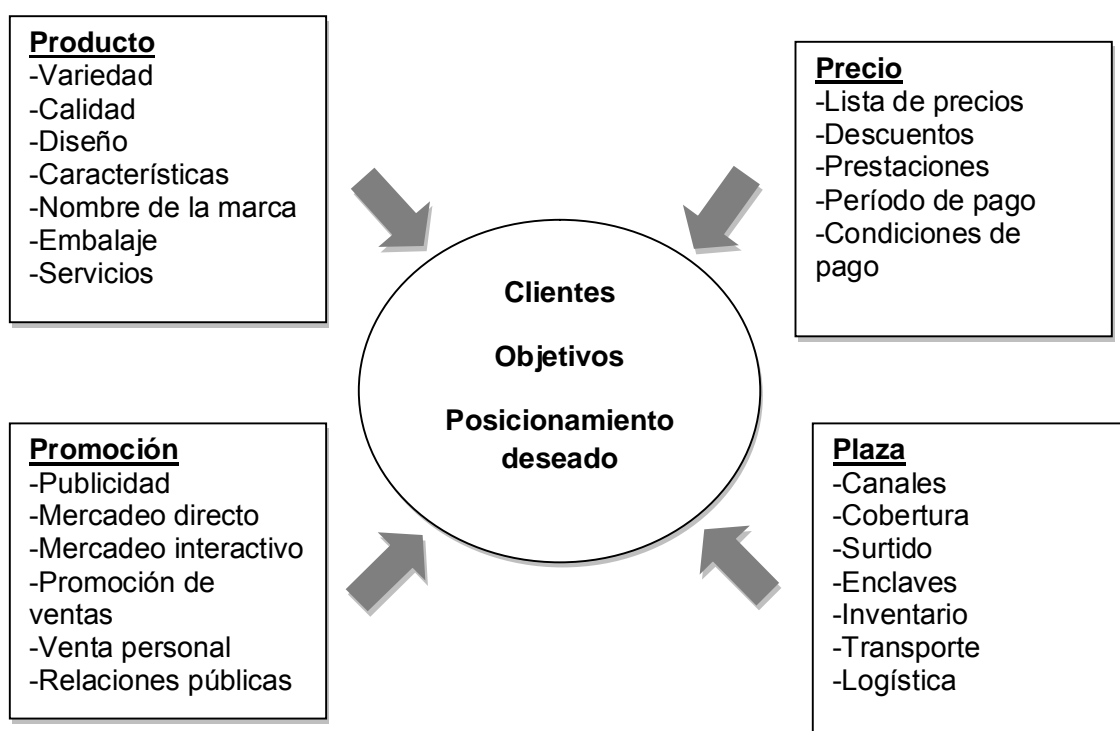 Producto
-Variedad
-Calidad
-Diseño
-Características
-Nombre de la marca
-Embalaje
-Servicios
Precio
-Lista de precios
-Descuentos
-Prestaciones
-Período de pago
-Condiciones de
pago
Clientes
Objetivos
Posicionamiento
deseado
Promoción
-Publicidad
-Mercadeo directo
-Mercadeo interactivo
-Promoción de
ventas
-Venta personal
-Relaciones públicas
Plaza
-Canales
-Cobertura
-Surtido
-Enclaves
-Inventario
-Transporte
-Logística